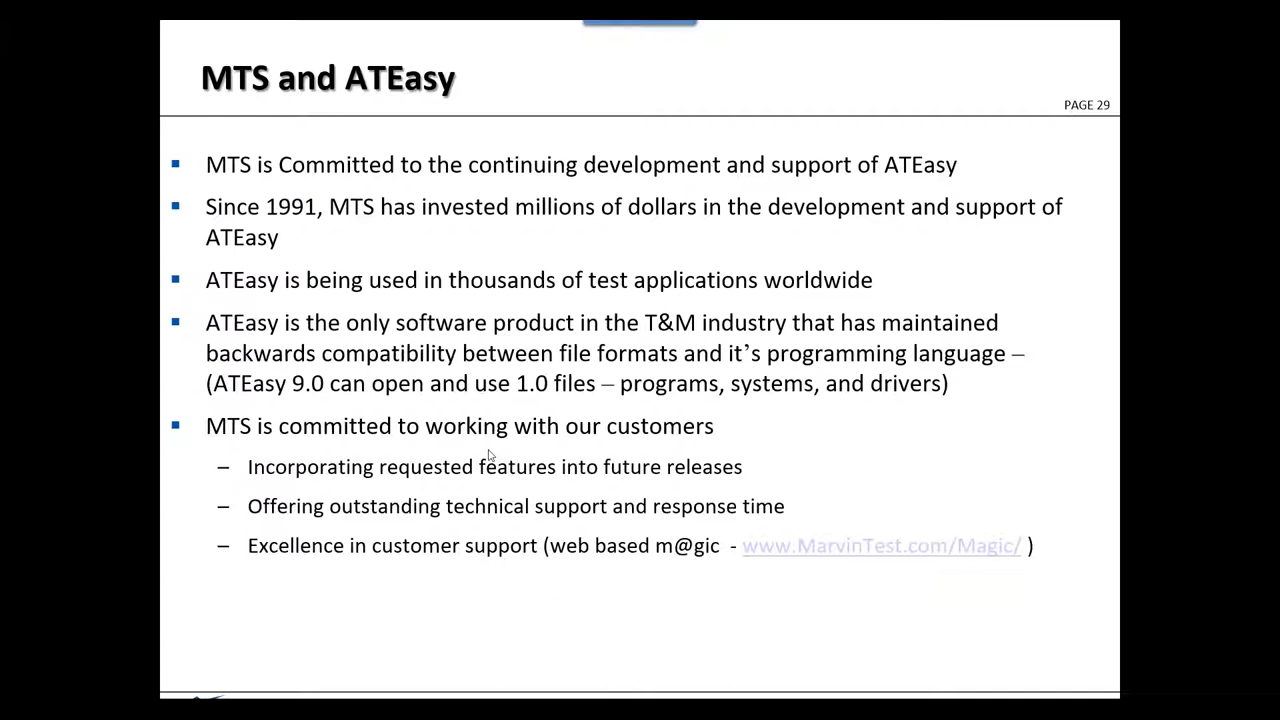 MTS and ATEasy
PAGE 29
▪ MTS is Committed to the continuing development and support of ATEasy
▪ Since 1991, MTS has invested millions of dollars in the development and support of
ATEasy
▪ ATEasy is being used in thousands of test applications worldwide
▪ ATEasy is the only software product in the T&M industry that has maintained
backwards compatibility between file formats and it’s programming language –
(ATEasy 9.0 can open and use 1.0 files – programs, systems, and drivers)
▪ MTS is committed to working with our customers
– Incorporating requested features into future releases
– Offering outstanding technical support and response time
– Excellence in customer support (web based m@gic - www.MarvinTest.com/Magic/ )